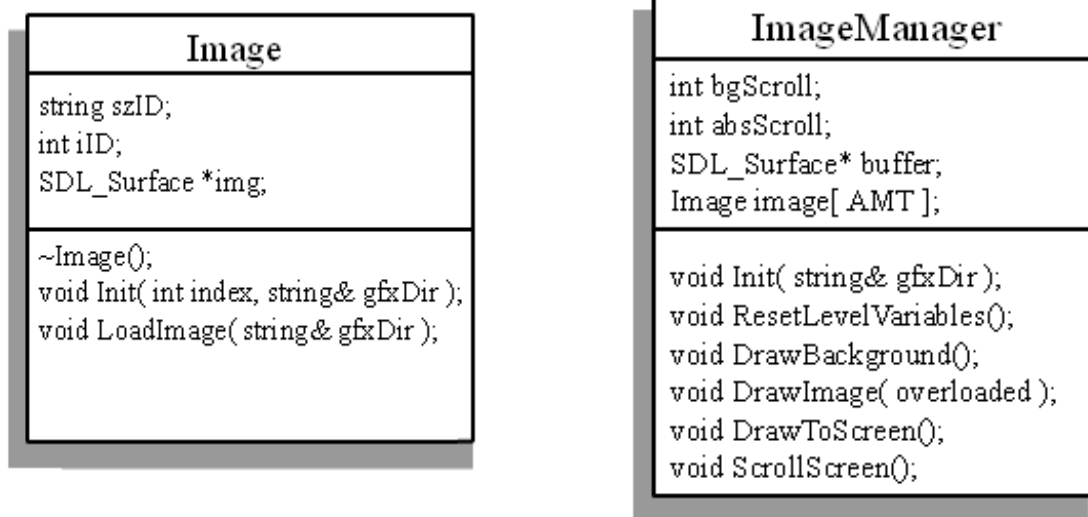 Image
string szID;
int iID;
SDL_Surface *img;
~Image();
void Init( int index, string& gfxDir );
void LoadImage( string& gfxDir );
ImageManager
int bgScroll;
int absScroll;
SDL_Surface* buffer;
Image image[ AMT ];
void Init( string& gfxDir );
void ResetLevelVariables();
void DrawBackground();
void DrawImage( overloaded );
void DrawToScreen();
void ScrollScreen();